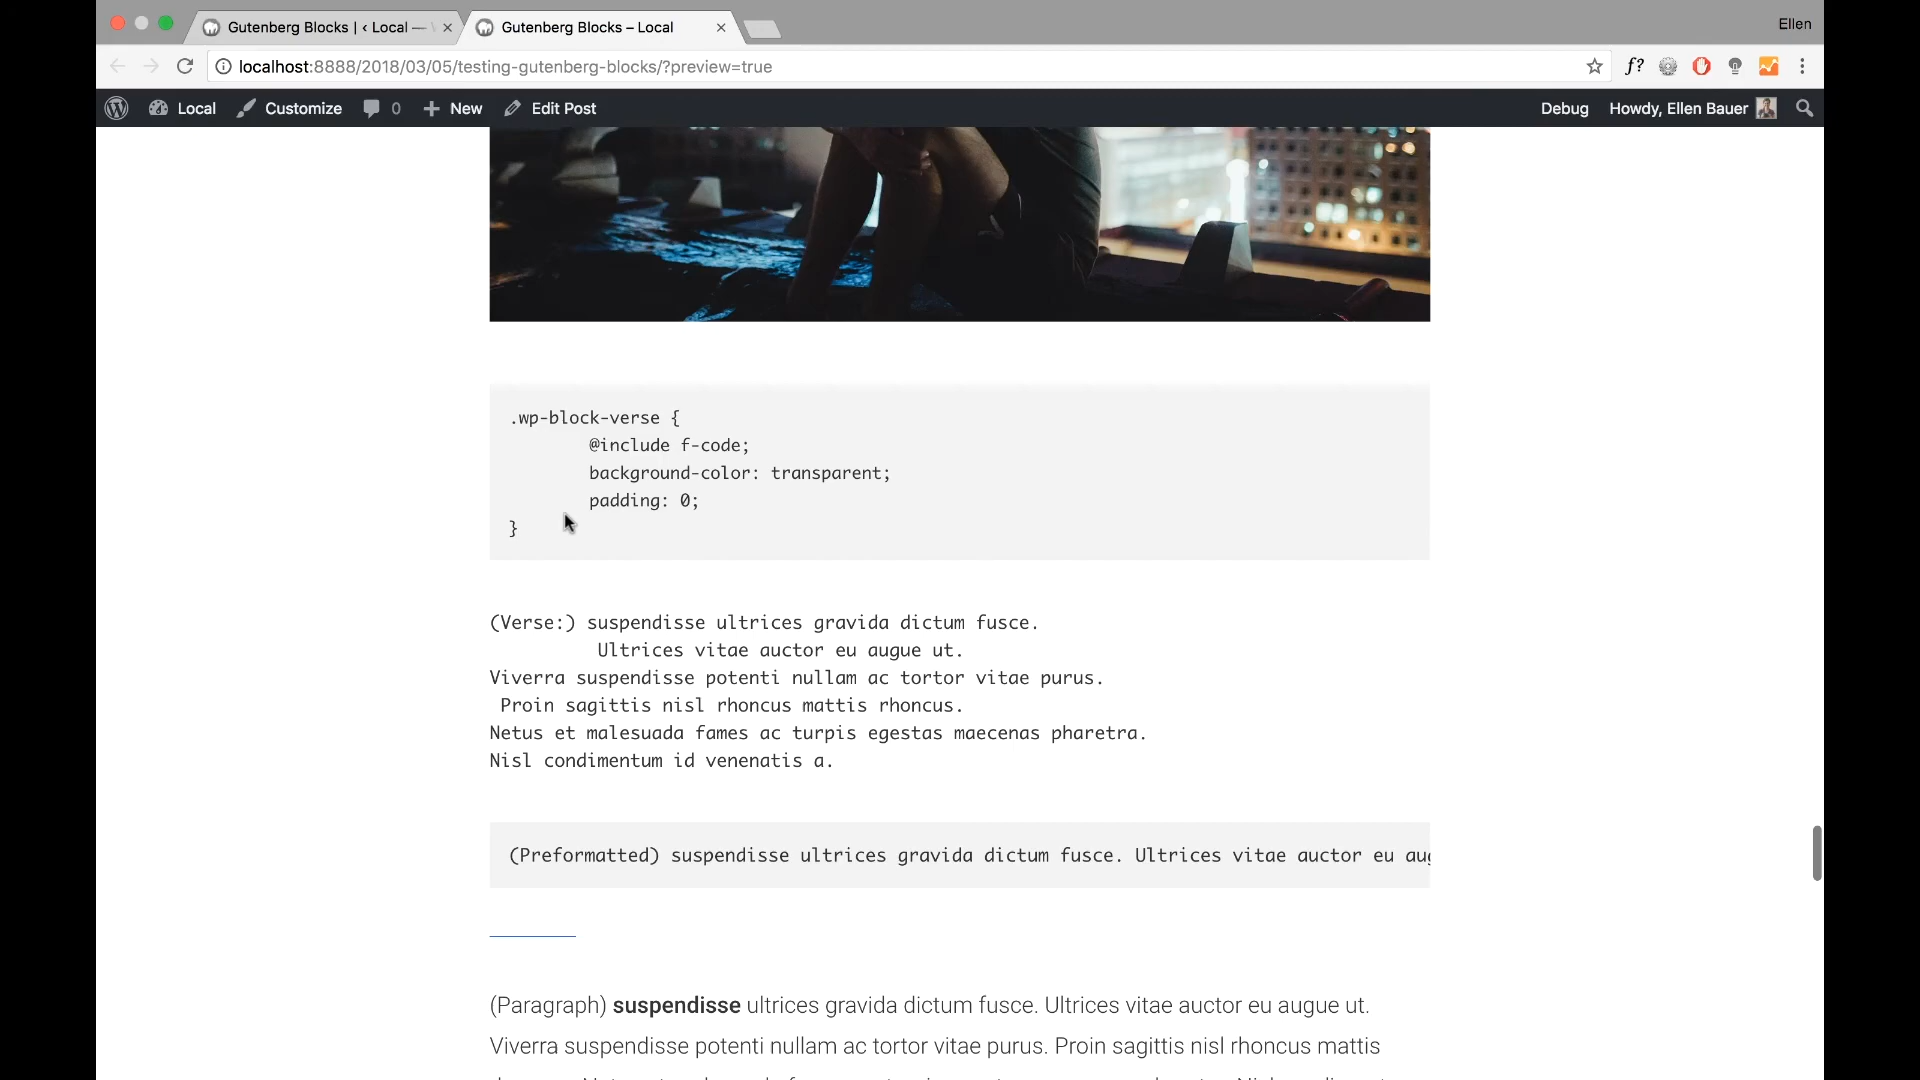 Ellen
Gutenberg Blocks | ‹ Local —
Gutenberg Blocks – Local
localhost:8888/2018/03/05/testing-gutenberg-blocks/?preview=true
f?
Local Customize 0 New Edit Post Debug Howdy, Ellen Bauer
.wp-block-verse {
@include f-code;
background-color: transparent;
padding: 0;
}
(Verse:) suspendisse ultrices gravida dictum fusce.
Ultrices vitae auctor eu augue ut.
Viverra suspendisse potenti nullam ac tortor vitae purus.
Proin sagittis nisl rhoncus mattis rhoncus.
Netus et malesuada fames ac turpis egestas maecenas pharetra.
Nisl condimentum id venenatis a.
(Preformatted) suspendisse ultrices gravida dictum fusce. Ultrices vitae auctor eu
(Paragraph) suspendisse ultrices gravida dictum fusce. Ultrices vitae auctor eu augue ut.
Viverra suspendisse potenti nullam ac tortor vitae purus. Proin sagittis nisl rhoncus mattis